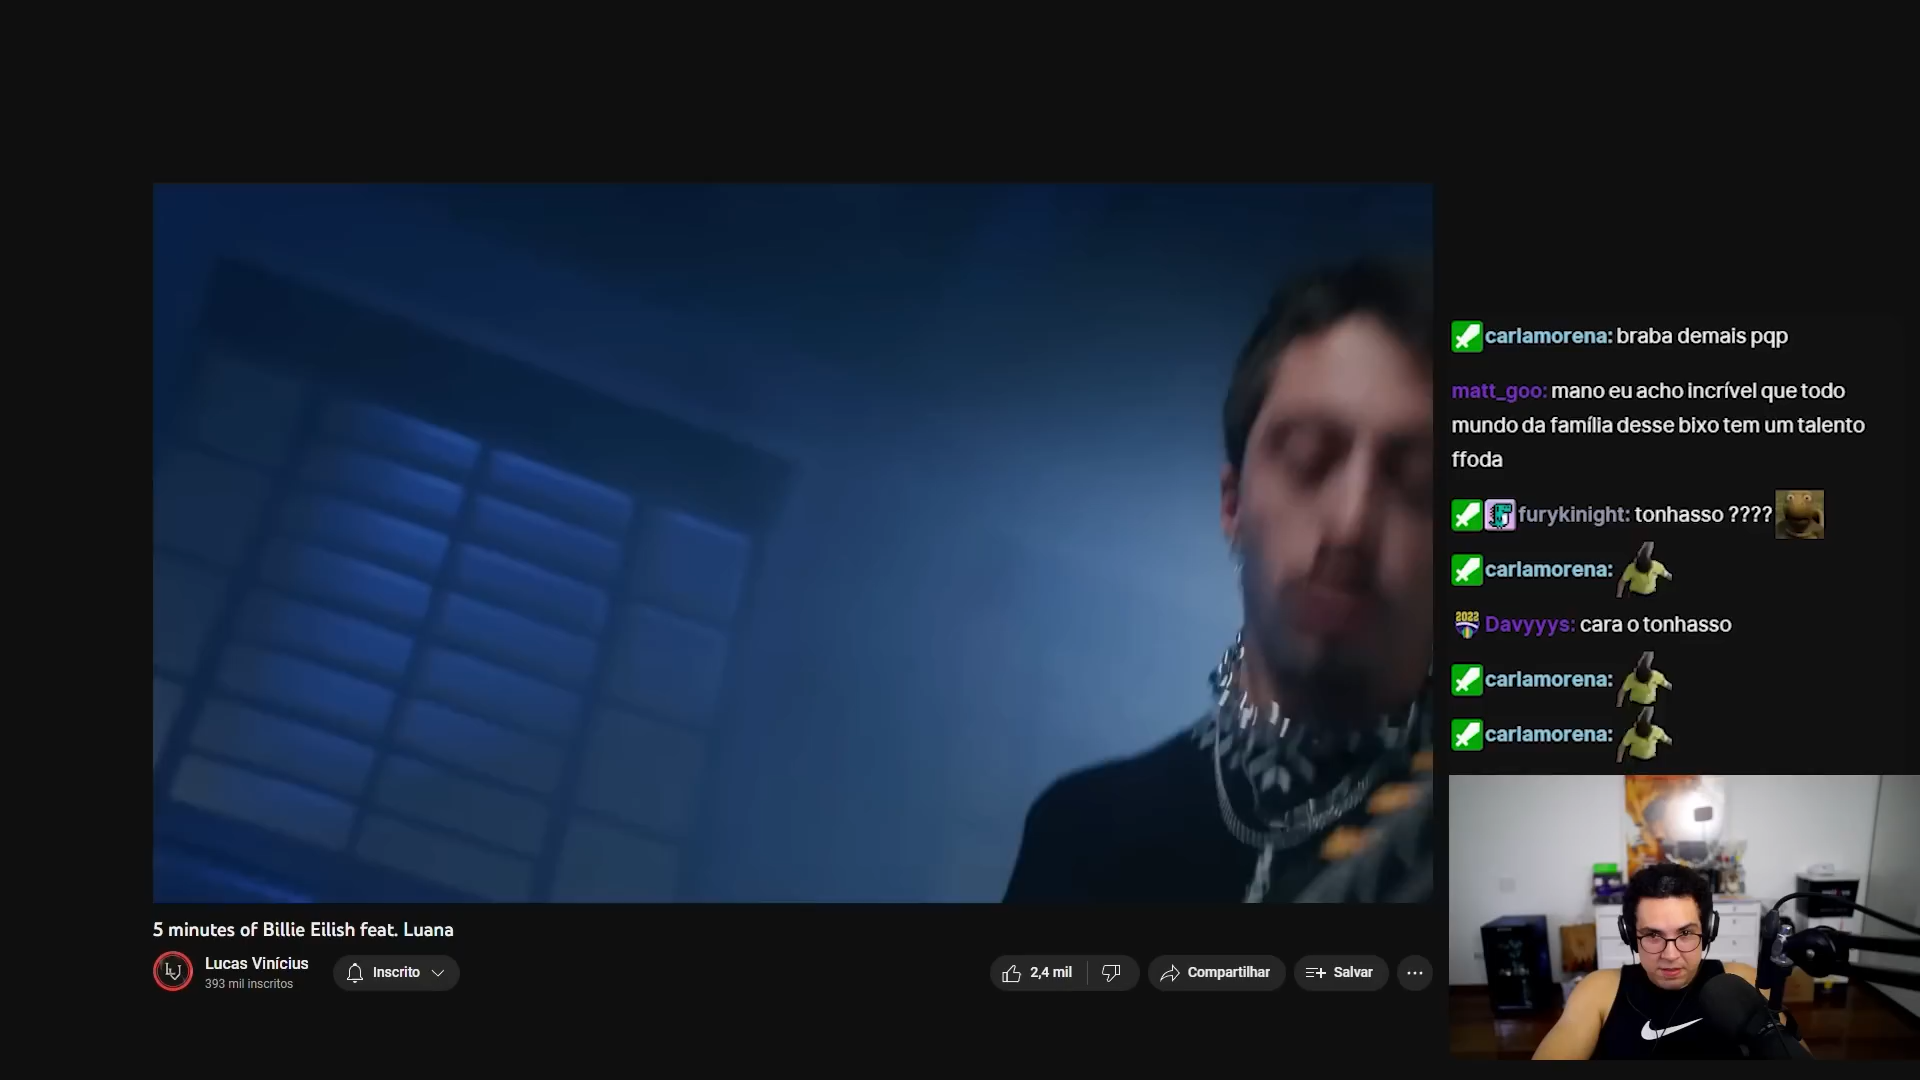 carlamorena: braba demais pqp
matt_goo: mano eu acho incrível que todo
mundo da família desse bixo tem um talento
ffoda
furykinight: tonhasso ????
carlamorena:
2022 Davyyys: cara o tonhasso
carlamorena:
carlamorena:
5 minutes of Billie Eilish feat. Luana
LV Lucas Vinícius
393 mil inscritos
Inscrito
2,4 mil
Compartilhar
Salvar